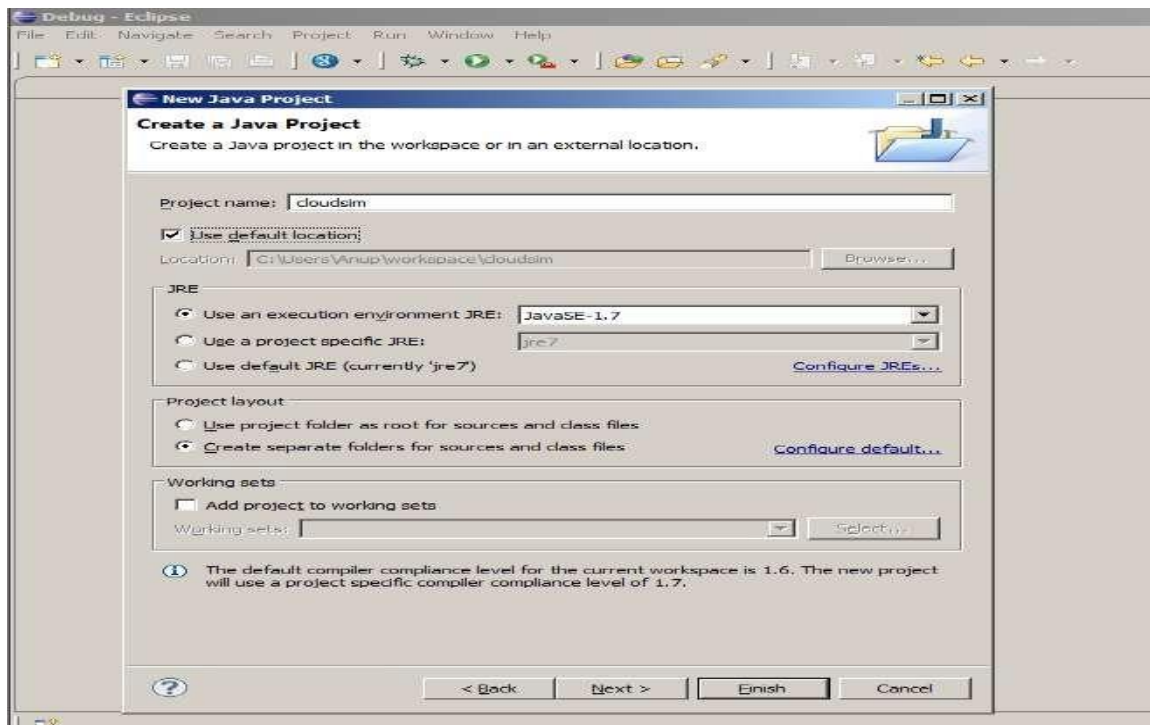 Debug - Eclipse
File Edit Navigate Search Project Run Window Help
New Java Project
Create a Java Project
Create a Java project in the workspace or in an external location.
Project name: cloudsim
Use default location
Location: C:\Users\Anup\workspace\cloudsim Browse...
JRE
Use an execution environment JRE: JavaSE-1.7
Use a project specific JRE: jre7
Use default JRE (currently 'jre7') Configure JREs...
Project layout
Use project folder as root for sources and class files
Create separate folders for sources and class files Configure default...
Working sets
Add project to working sets
Working sets: Select...
The default compiler compliance level for the current workspace is 1.6. The new project
will use a project specific compiler compliance level of 1.7.
< Back Next > Finish Cancel